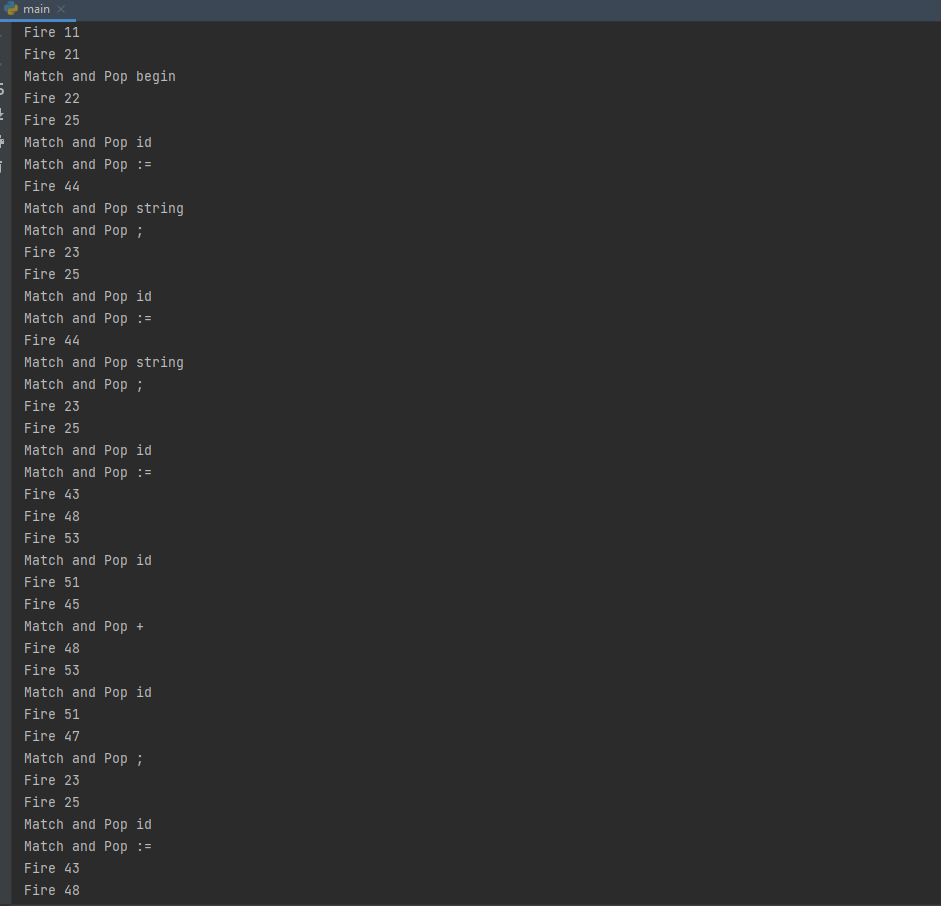 main
Fire 11
Fire 21
Match and Pop begin
Fire 22
Fire 25
Match and Pop id
Match and Pop :=
Fire 44
Match and Pop string
Match and Pop ;
Fire 23
Fire 25
Match and Pop id
Match and Pop :=
Fire 44
Match and Pop string
Match and Pop ;
Fire 23
Fire 25
Match and Pop id
Match and Pop :=
Fire 43
Fire 48
Fire 53
Match and Pop id
Fire 51
Fire 45
Match and Pop +
Fire 48
Fire 53
Match and Pop id
Fire 51
Fire 47
Match and Pop ;
Fire 23
Fire 25
Match and Pop id
Match and Pop :=
Fire 43
Fire 48